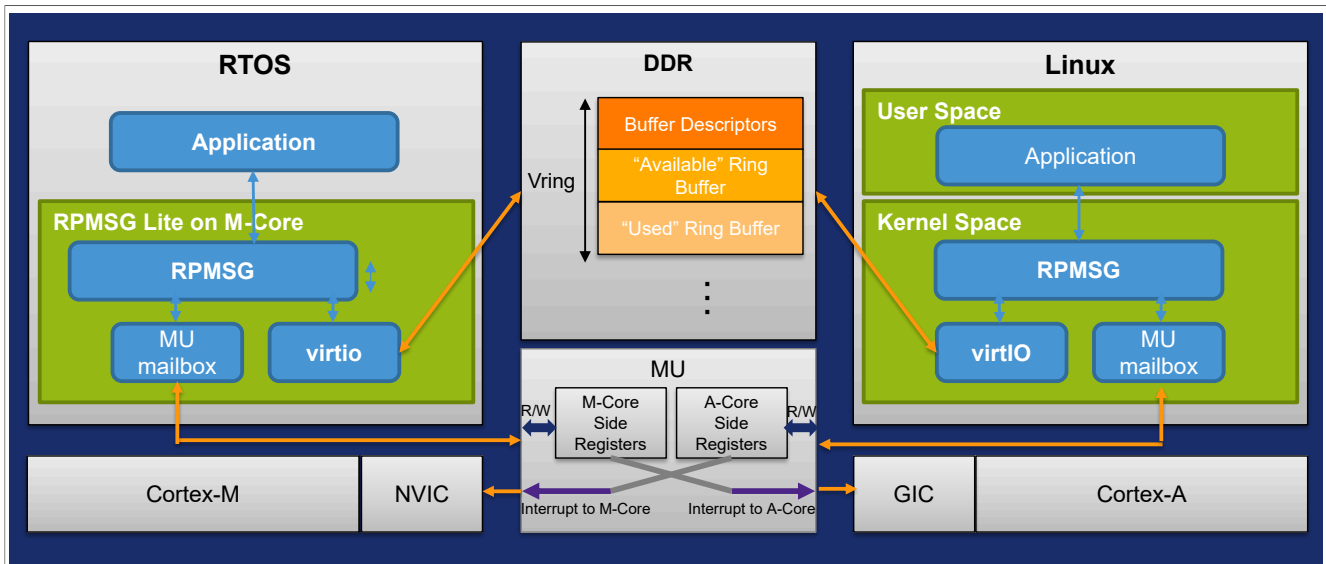 RTOS
Application
RPMSG Lite on M-Core
RPMSG
MU
mailbox
virtio
Cortex-M
NVIC
DDR
Vring
Buffer Descriptors
“Available” Ring
Buffer
“Used” Ring Buffer
MU
R/W
M-Core
Side
Registers
A-Core
Side
Registers
R/W
Interrupt to M-Core
Interrupt to A-Core
Linux
User Space
Application
Kernel Space
RPMSG
virtIO
MU
mailbox
GIC
Cortex-A